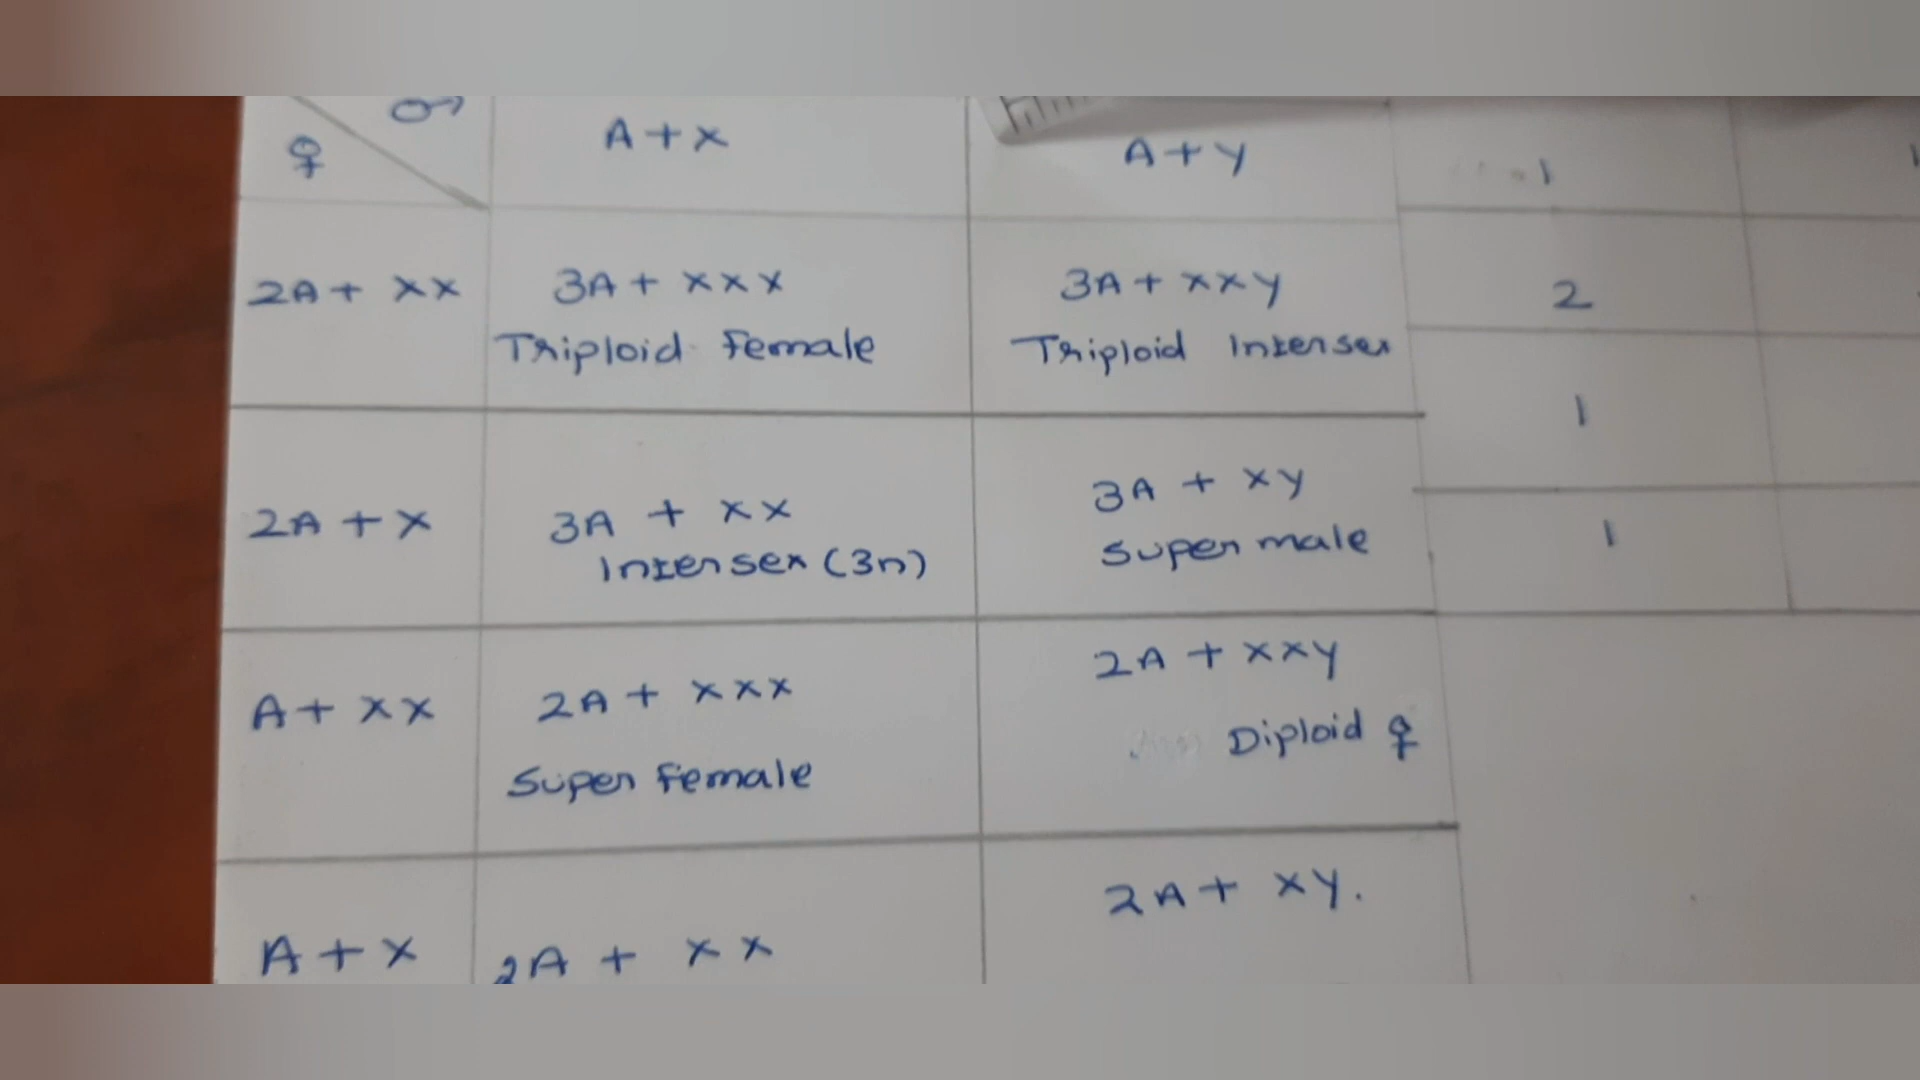 ♂
♀
A + X
A + Y
1
2A + XX
3A + XXX
3A + XXY
2
Triploid Female
Triploid Intersex
1
2A + X
3A + XX
3A + XY
Intersex (3n)
Super male
1
A + XX
2A + XXX
2A + XXY
Super Female
Diploid ♀
A + X
2A + XX
2A + XY.